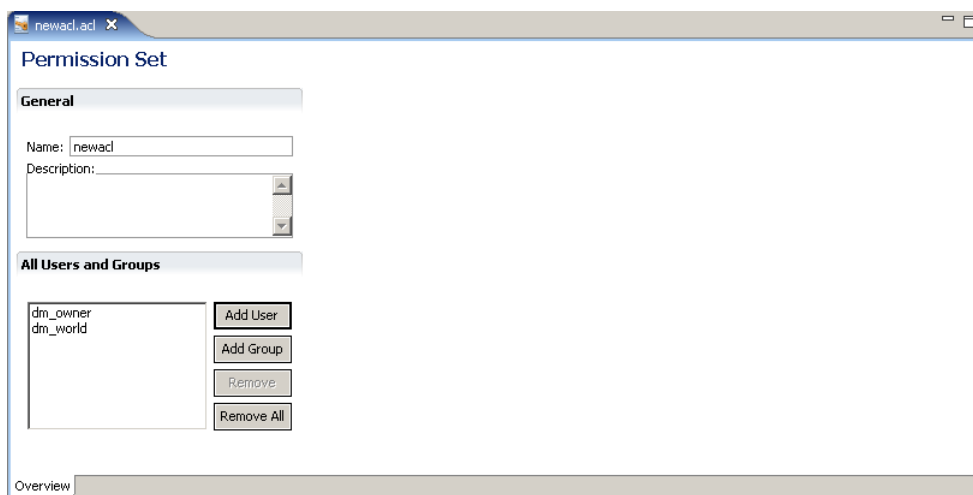 newacl.acl
Permission Set
General
Name: newacl
Description:
All Users and Groups
dm_owner
dm_world
Add User
Add Group
Remove
Remove All
Overview